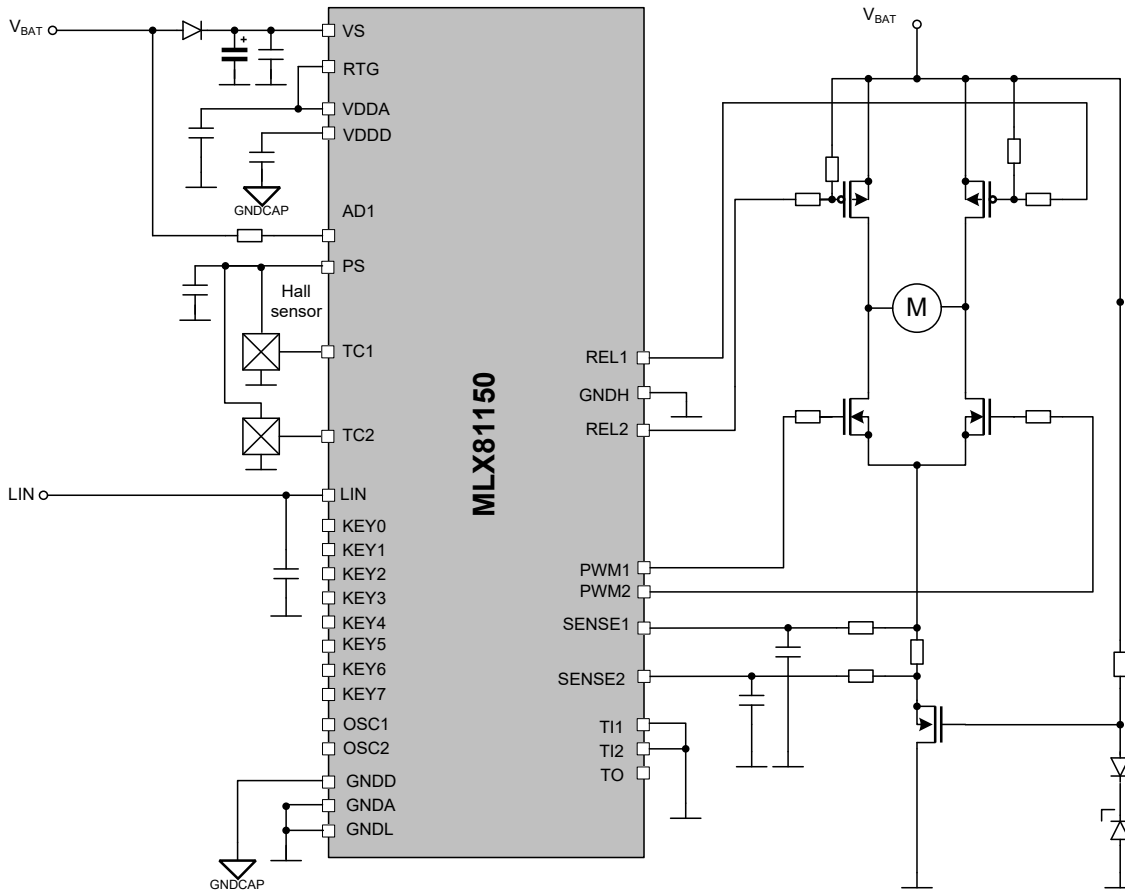 VBAT
VS
RTG
VDDA
VDDD
GNDCAP
AD1
PS
Hall
sensor
TC1
TC2
LIN
LIN
KEY0
KEY1
KEY2
KEY3
KEY4
KEY5
KEY6
KEY7
OSC1
OSC2
GNDD
GNDA
GNDL
GNDCAP
MLX81150
REL1
GNDH
REL2
PWM1
PWM2
SENSE1
SENSE2
TI1
TI2
TO
VBAT
M
+